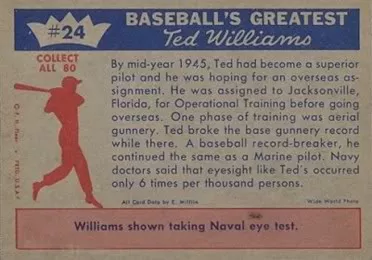 #24
BASEBALL'S GREATEST
Ted Williams
COLLECT
ALL 80
By mid-year 1945, Ted had become a superior
pilot and he was hoping for an overseas as-
signment. He was assigned to Jacksonville,
Florida, for Operational Training before going
overseas. One phase of training was aerial
gunnery. Ted broke the base gunnery record
while there. A baseball record-breaker, he
continued the same as a Marine pilot. Navy
doctors said that eyesight like Ted's occurred
only 6 times per thousand persons.
All Card Data by E. Mifflin
Wide World Photo
Williams shown taking Naval eye test.